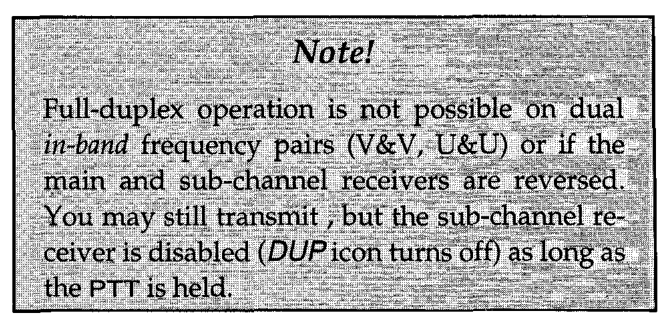 Note!
Full-duplex operation is not possible on dual
in-band frequency pairs (V&V, U&U) or if the
main and sub-channel receivers are reversed.
You may still transmit , but the sub-channel re-
ceiver is disabled (DUP icon turns off) as long as
the PTT is held.